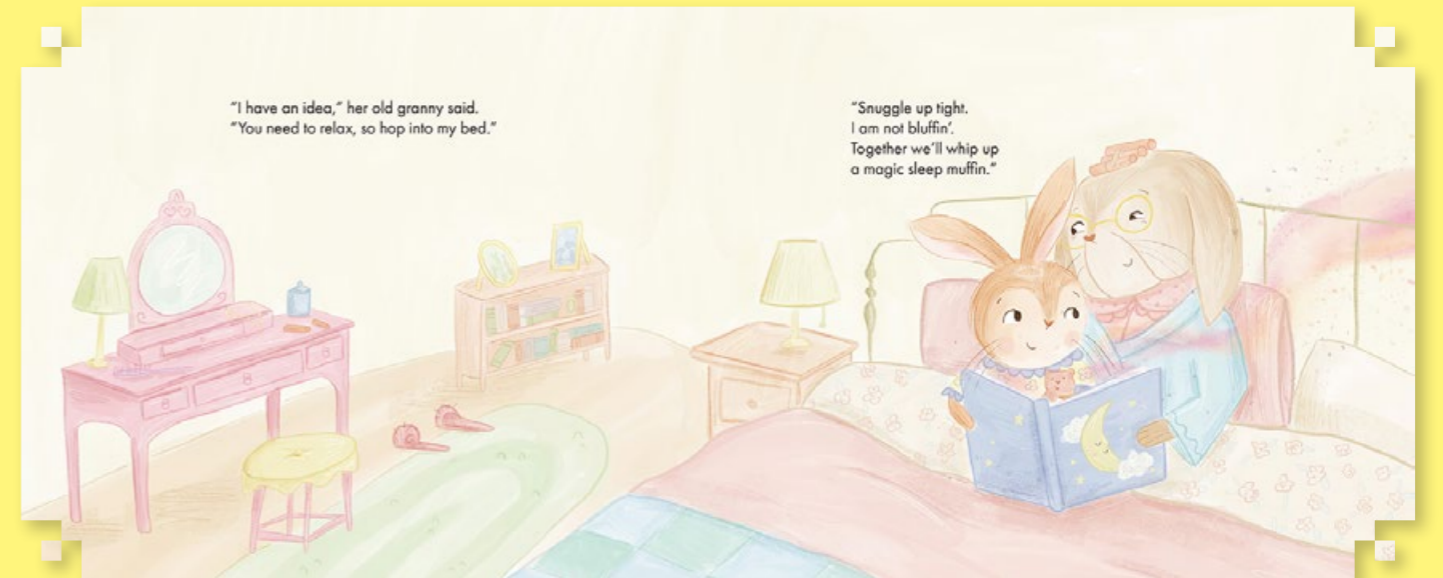 “I have an idea,“ her old granny said.
“You need to relax, so hop into my bed.”
“Snuggle up tight.
I am not bluffin’.
Together we’ll whip up
a magic sleep muffin.”